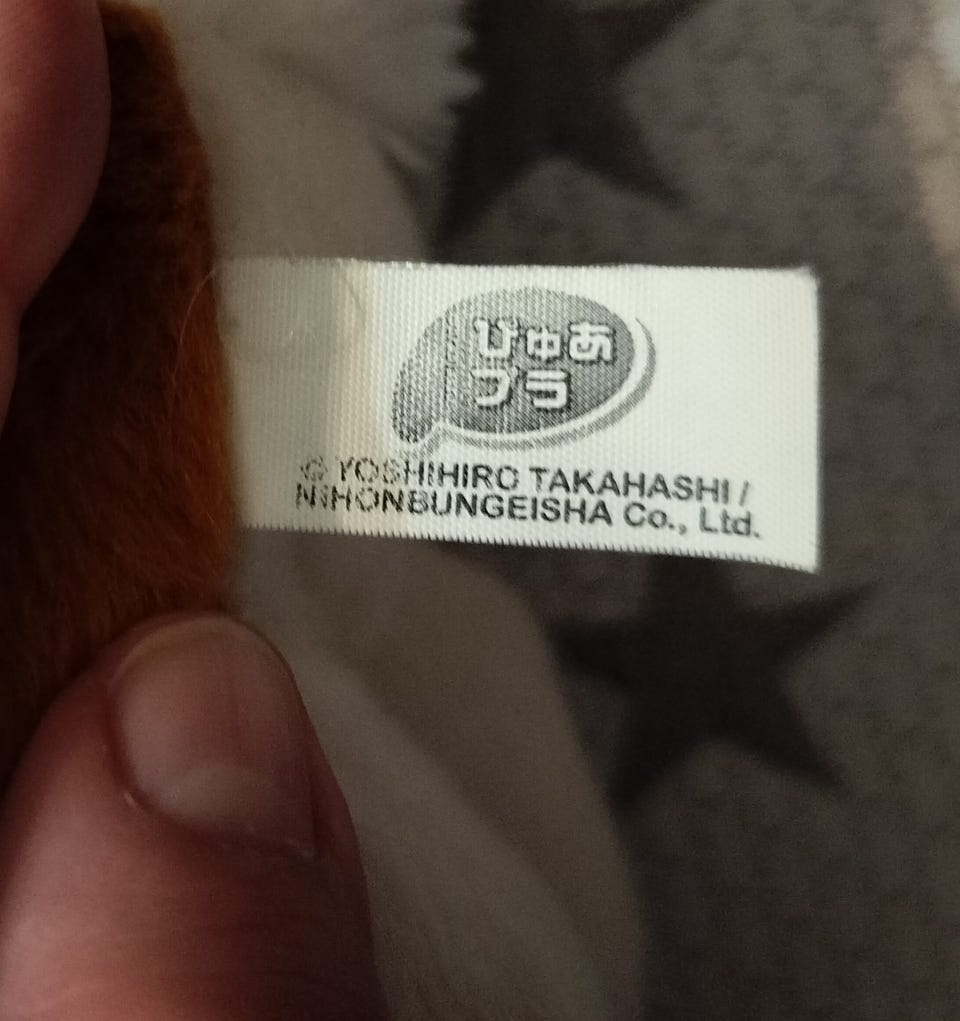 ぴゅあ
プラ
© YOSHIHIRO TAKAHASHI /
NIHONBUNGEISHA Co., Ltd.